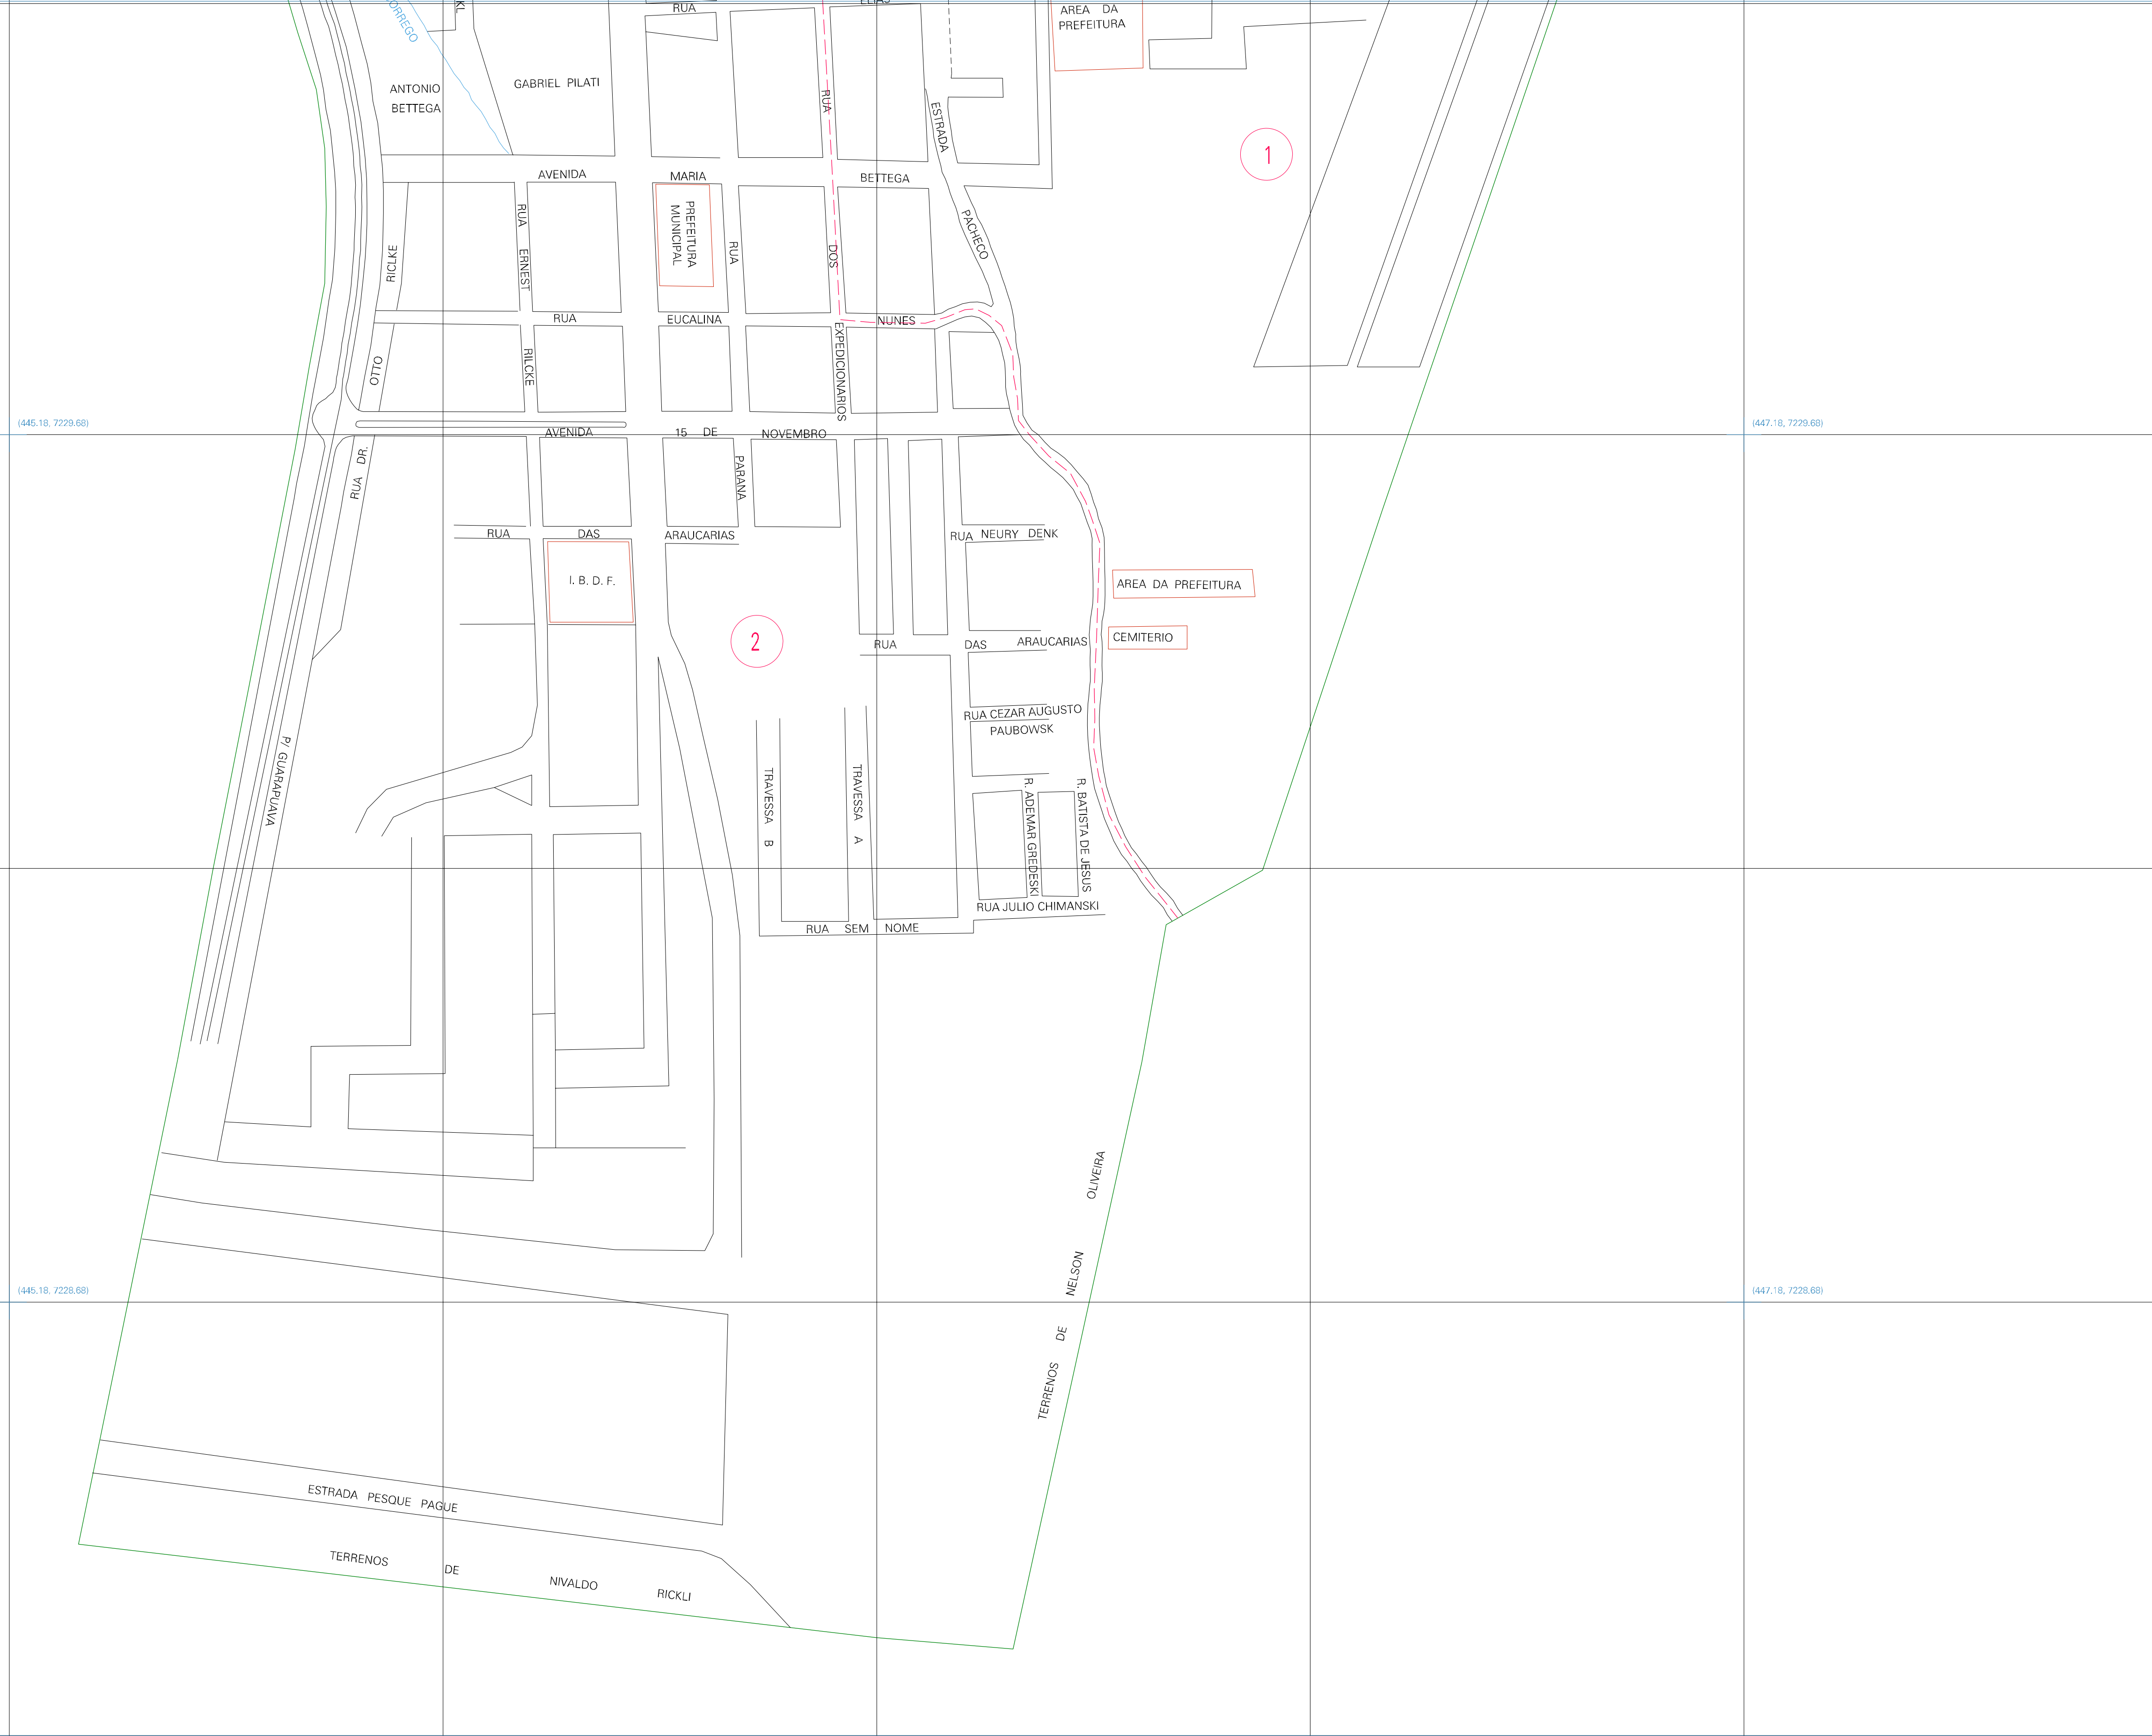 RUA
ELIAS
AREA DA
PREFEITURA
ANTONIO
BETTEGA
GABRIEL PILATI
RUA
ESTRADA
1
AVENIDA MARIA BETTEGA
PREFEITURA
MUNICIPAL
RUA ERNEST
RICLKE
RUA
DOS
PACHECO
RUA EUCALINA NUNES
EXPEDICIONARIOS
RILCKE
OTTO
(445.18, 7229.68)
(447.18, 7229.68)
AVENIDA 15 DE NOVEMBRO
RUA DR.
PARANA
RUA DAS ARAUCARIAS
RUA NEURY DENK
I. B. D. F.
AREA DA PREFEITURA
2
CEMITERIO
RUA DAS ARAUCARIAS
RUA CEZAR AUGUSTO
PAUBOWSK
P/ GUARAPUAVA
TRAVESSA B
TRAVESSA A
R. ADEMAR GREDESKI
R. BATISTA DE JESUS
RUA JULIO CHIMANSKI
RUA SEM NOME
(445.18, 7228.68)
(447.18, 7228.68)
TERRENOS DE NELSON OLIVEIRA
ESTRADA PESQUE PAGUE
TERRENOS DE NIVALDO RICKLI